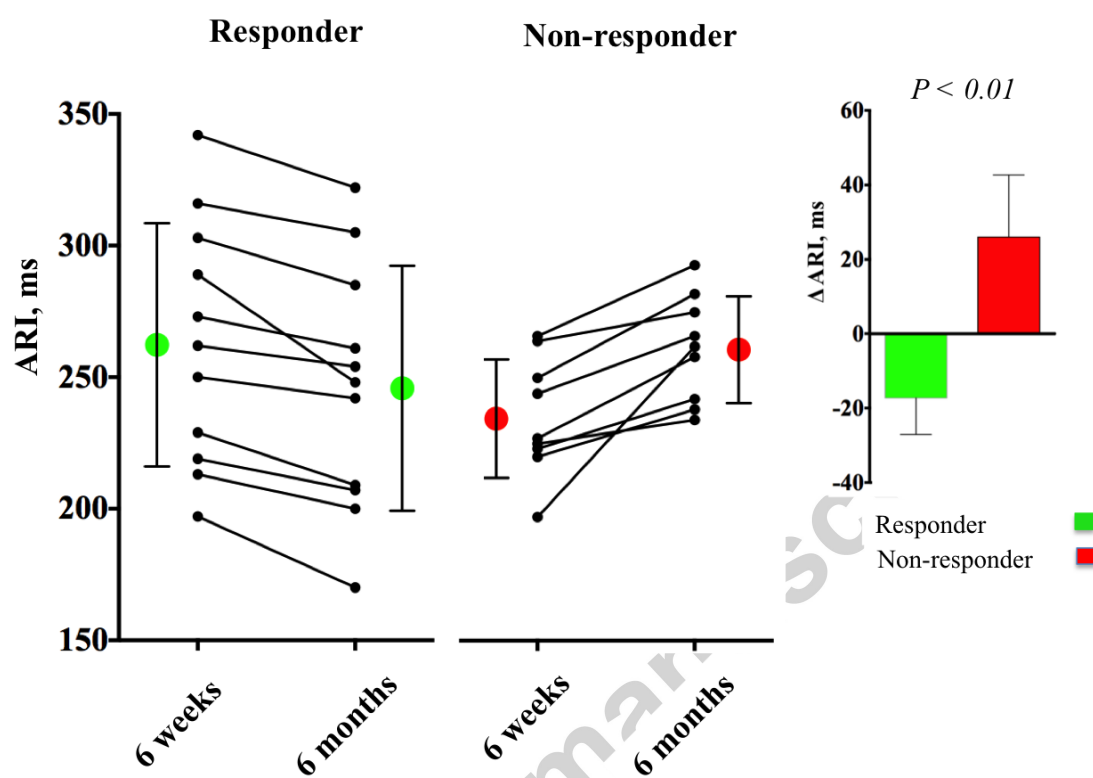 Responder
Non-responder
P < 0.01
350
300
250
200
150
ARI, ms
60
40
20
0
-20
-40
Δ ARI, ms
6 weeks
6 months
6 weeks
6 months
Responder
Non-responder